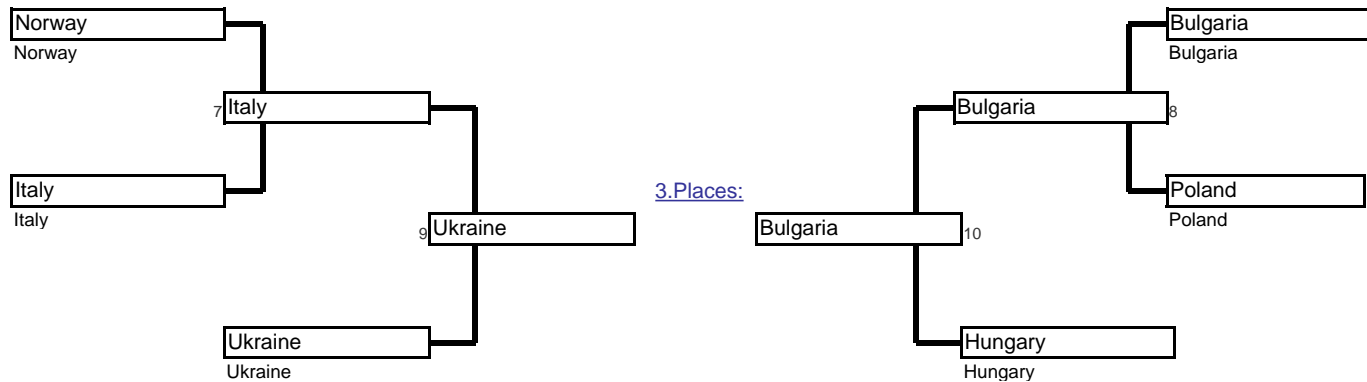 Norway
Norway
7 Italy
Italy
Italy
9 Ukraine
Ukraine
Ukraine
3.Places:
Bulgaria
Bulgaria
Bulgaria 8
Poland
Poland
Bulgaria 10
Hungary
Hungary